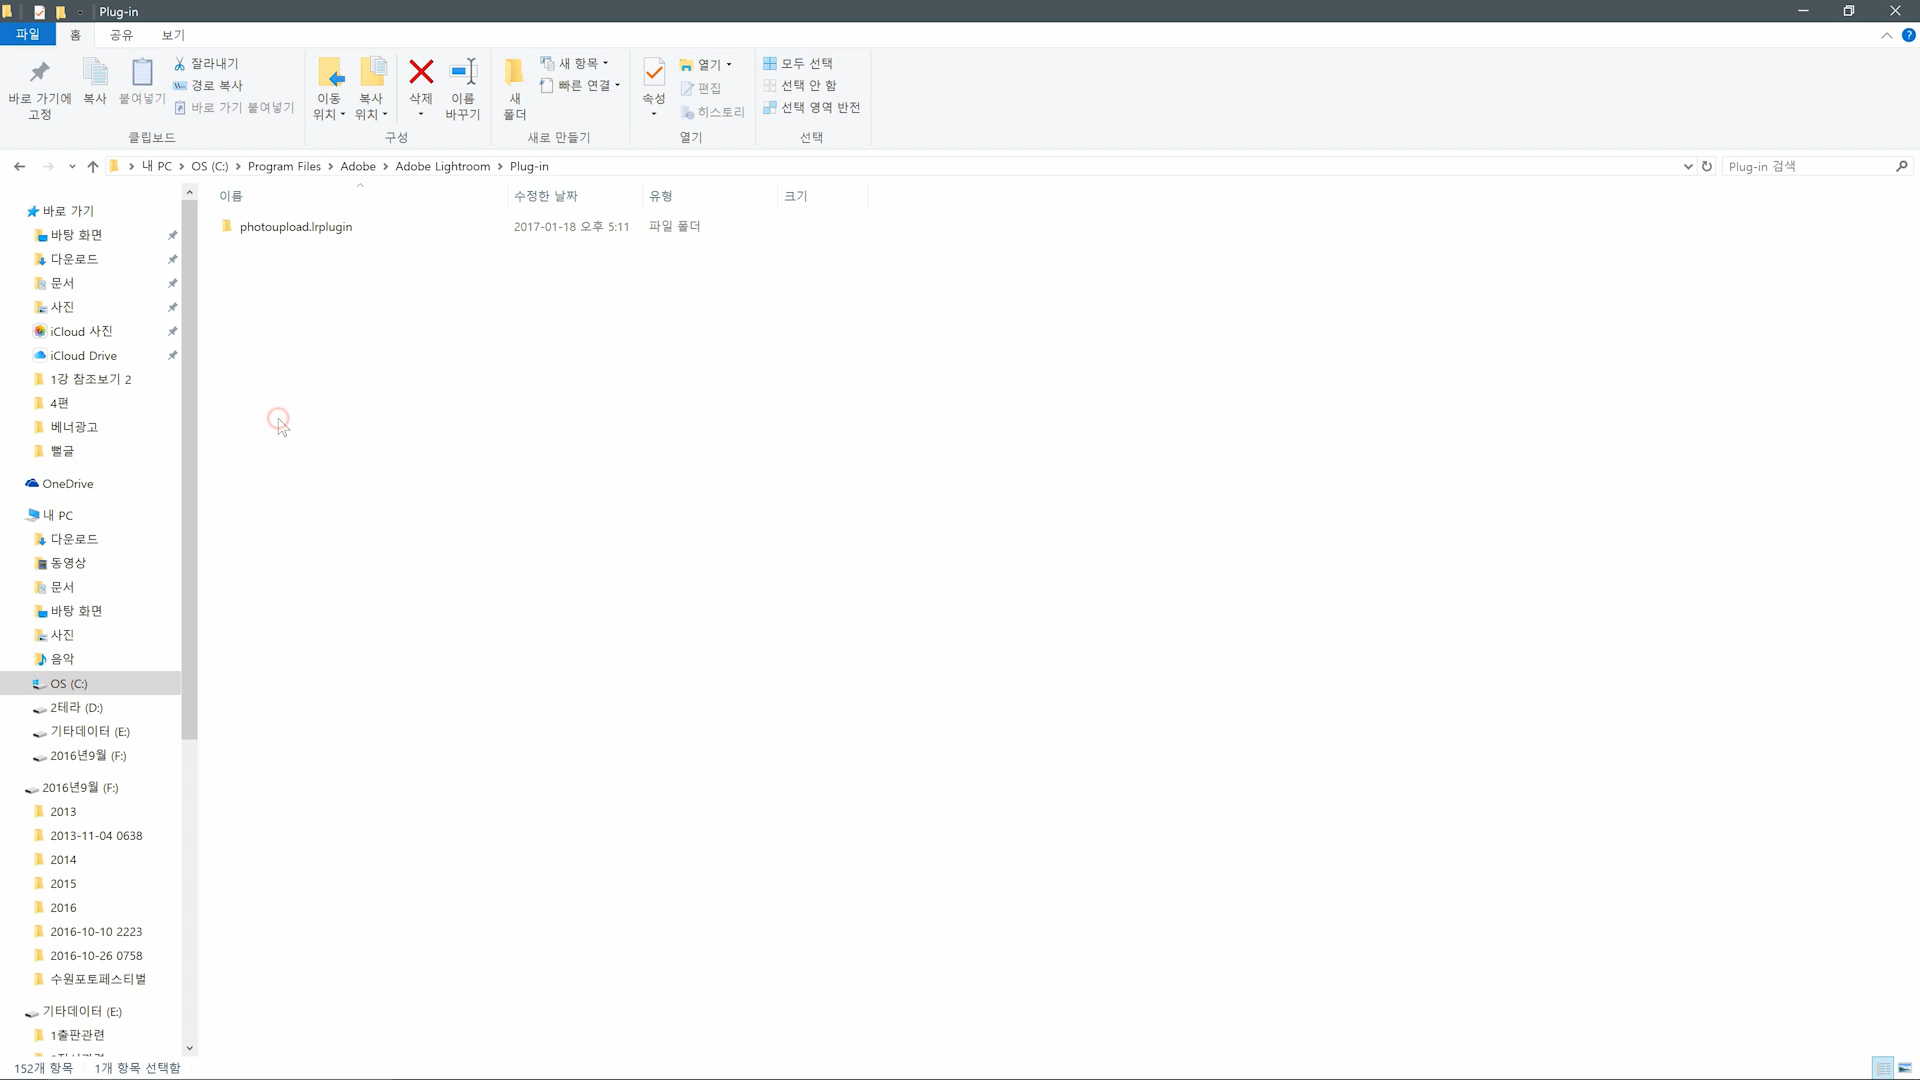 Plug-in
파일 홈 공유 보기
바로 가기에 고정
복사
붙여넣기
잘라내기
경로 복사
바로 가기 붙여넣기
클립보드
이동 위치
복사 위치
삭제
이름 바꾸기
구성
새 폴더
새 항목
빠른 연결
새로 만들기
속성
열기
편집
히스토리
열기
모두 선택
선택 안 함
선택 영역 반전
선택
내 PC > OS (C:) > Program Files > Adobe > Adobe Lightroom > Plug-in
Plug-in 검색
이름 수정한 날짜 유형 크기
photoupload.lrplugin 2017-01-18 오후 5:11 파일 폴더
바로 가기
바탕 화면
다운로드
문서
사진
iCloud 사진
iCloud Drive
1강 참조보기 2
4편
베너광고
뻘글
OneDrive
내 PC
다운로드
동영상
문서
바탕 화면
사진
음악
OS (C:)
2테라 (D:)
기타데이터 (E:)
2016년9월 (F:)
2016년9월 (F:)
2013
2013-11-04 0638
2014
2015
2016
2016-10-10 2223
2016-10-26 0758
수원포토페스티벌
기타데이터 (E:)
1출판관련
152개 항목 1개 항목 선택함